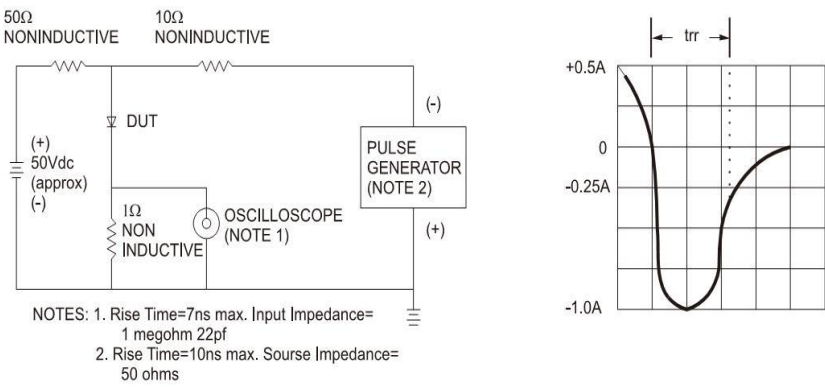 50Ω
NONINDUCTIVE
10Ω
NONINDUCTIVE
DUT
(+)
50Vdc
(approx)
(-)
1Ω
NON
INDUCTIVE
OSCILLOSCOPE
(NOTE 1)
(-)
PULSE
GENERATOR
(NOTE 2)
(+)
NOTES: 1. Rise Time=7ns max. Input Impedance=
1 megohm 22pf
2. Rise Time=10ns max. Sourse Impedance=
50 ohms
trr
+0.5A
0
-0.25A
-1.0A